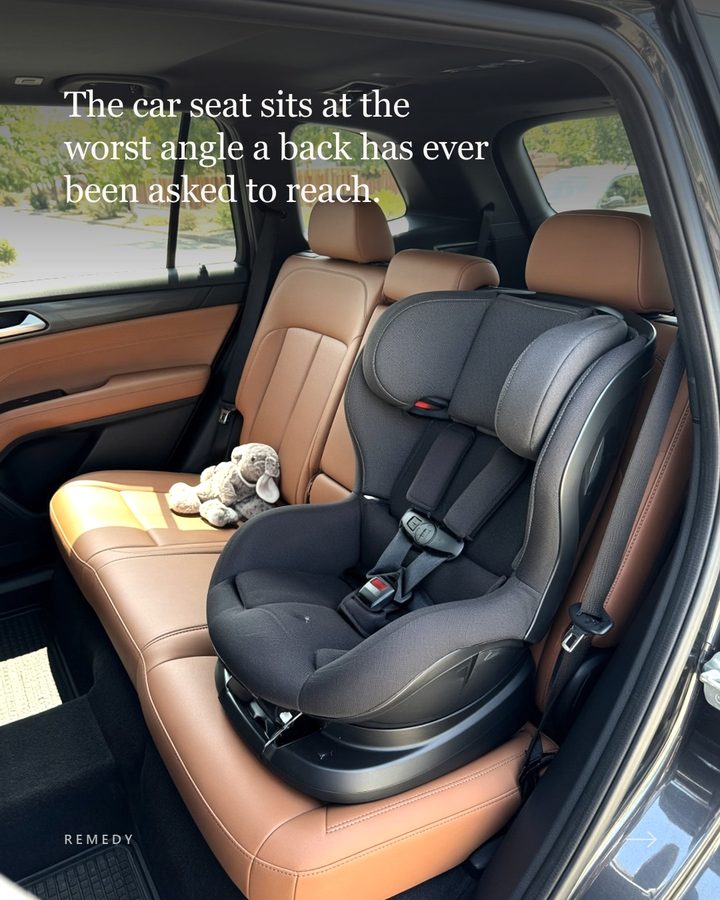 The car seat sits at the
worst angle a back has ever
been asked to reach.
REMEDY